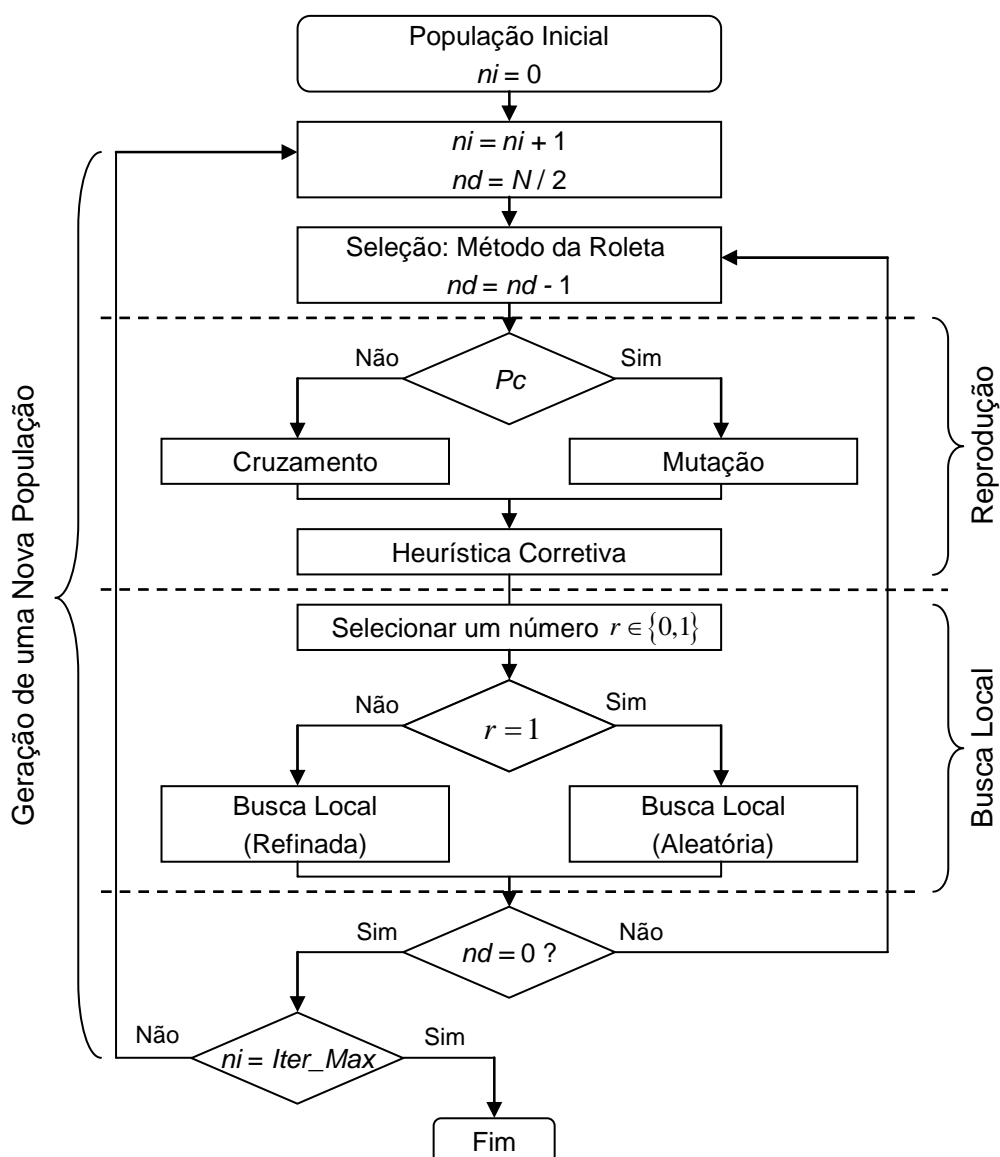 População Inicial
ni = 0
ni = ni + 1
nd = N / 2
Seleção: Método da Roleta
nd = nd - 1
Não
Sim
Pc
Cruzamento
Mutação
Heurística Corretiva
Reprodução
Selecionar um número r ∈ {0,1}
Não
Sim
r = 1
Busca Local
(Refinada)
Busca Local
(Aleatória)
Busca Local
Sim
Não
nd = 0 ?
Não
Sim
ni = Iter_Max
Fim
Geração de uma Nova População